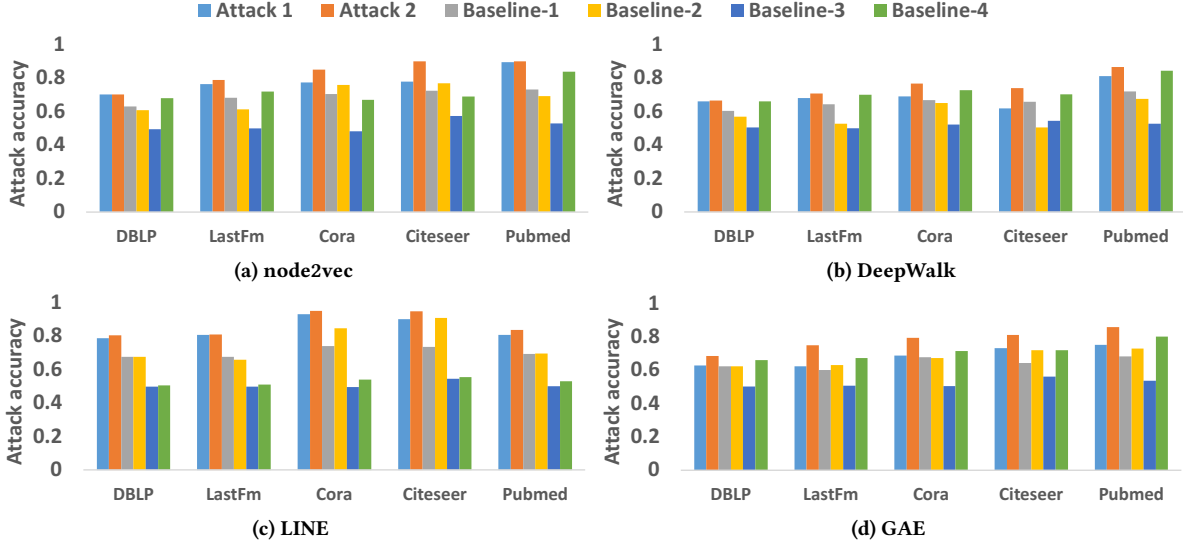 Attack 1 Attack 2 Baseline-1 Baseline-2 Baseline-3 Baseline-4
Attack accuracy
1
0.8
0.6
0.4
0.2
0
DBLP LastFm Cora Citeseer Pubmed
(a) node2vec
Attack accuracy
1
0.8
0.6
0.4
0.2
0
DBLP LastFm Cora Citeseer Pubmed
(b) DeepWalk
Attack accuracy
1
0.8
0.6
0.4
0.2
0
DBLP LastFm Cora Citeseer Pubmed
(c) LINE
Attack accuracy
1
0.8
0.6
0.4
0.2
0
DBLP LastFm Cora Citeseer Pubmed
(d) GAE